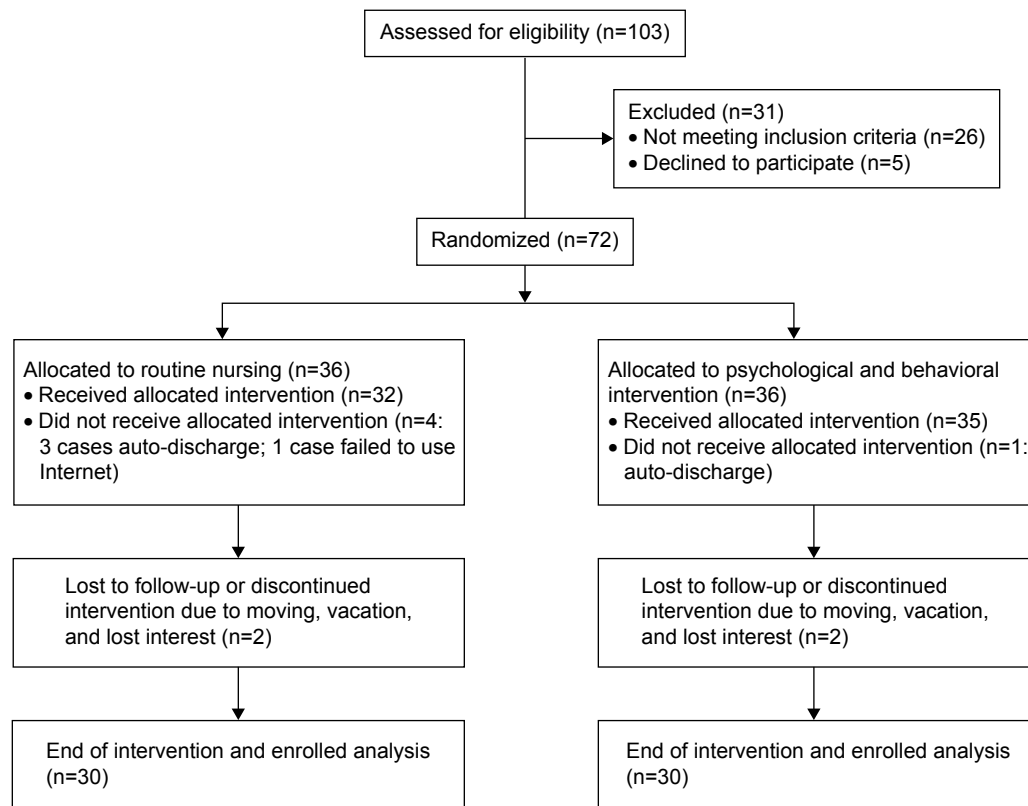 Assessed for eligibility (n=103)
Excluded (n=31)
• Not meeting inclusion criteria (n=26)
• Declined to participate (n=5)
Randomized (n=72)
Allocated to routine nursing (n=36)
• Received allocated intervention (n=32)
• Did not receive allocated intervention (n=4:
3 cases auto-discharge; 1 case failed to use
Internet)
Allocated to psychological and behavioral
intervention (n=36)
• Received allocated intervention (n=35)
• Did not receive allocated intervention (n=1:
auto-discharge)
Lost to follow-up or discontinued
intervention due to moving, vacation,
and lost interest (n=2)
Lost to follow-up or discontinued
intervention due to moving, vacation,
and lost interest (n=2)
End of intervention and enrolled analysis
(n=30)
End of intervention and enrolled analysis
(n=30)